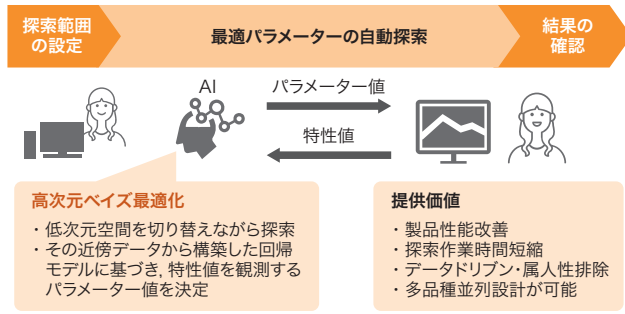 探索範囲
の設定
最適パラメーターの自動探索
結果の
確認
AI
パラメーター値
特性値
高次元ベイズ最適化
・低次元空間を切り替えながら探索
・その近傍データから構築した回帰
モデルに基づき，特性値を観測する
パラメーター値を決定
提供価値
・製品性能改善
・探索作業時間短縮
・データドリブン・属人性排除
・多品種並列設計が可能